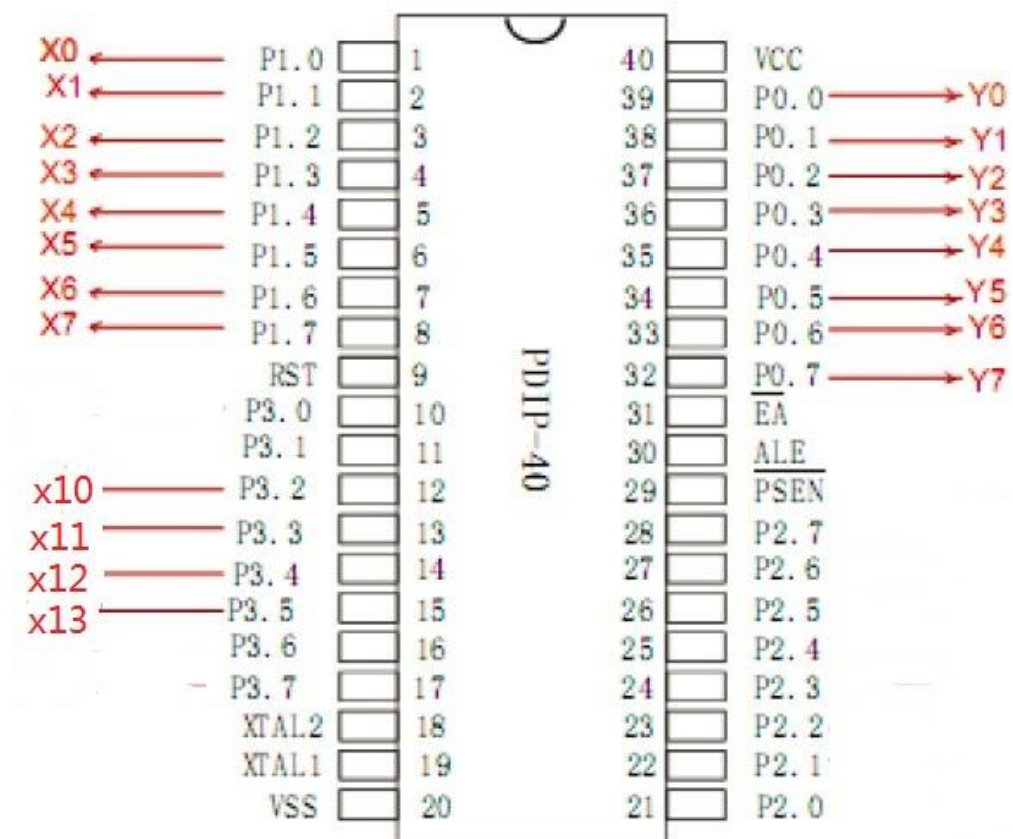 X0 P1.0 1 40 VCC
X1 P1.1 2 39 P0.0 Y0
X2 P1.2 3 38 P0.1 Y1
X3 P1.3 4 37 P0.2 Y2
X4 P1.4 5 36 P0.3 Y3
X5 P1.5 6 35 P0.4 Y4
X6 P1.6 7 34 P0.5 Y5
X7 P1.7 8 33 P0.6 Y6
RST 9 32 P0.7 Y7
P3.0 10 31 EA
P3.1 11 30 ALE
x10 P3.2 12 29 PSEN
x11 P3.3 13 28 P2.7
x12 P3.4 14 27 P2.6
x13 P3.5 15 26 P2.5
P3.6 16 25 P2.4
P3.7 17 24 P2.3
XTAL2 18 23 P2.2
XTAL1 19 22 P2.1
VSS 20 21 P2.0
PDIP-40